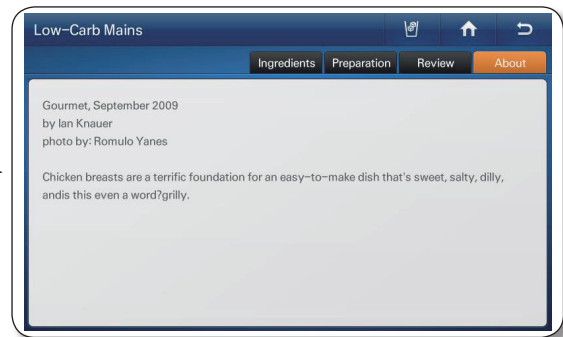 Low-Carb Mains
Ingredients Preparation Review About
Gourmet, September 2009
by Ian Knauer
photo by: Romulo Yanes
Chicken breasts are a terrific foundation for an easy-to-make dish that's sweet, salty, dilly,
andis this even a word?grilly.